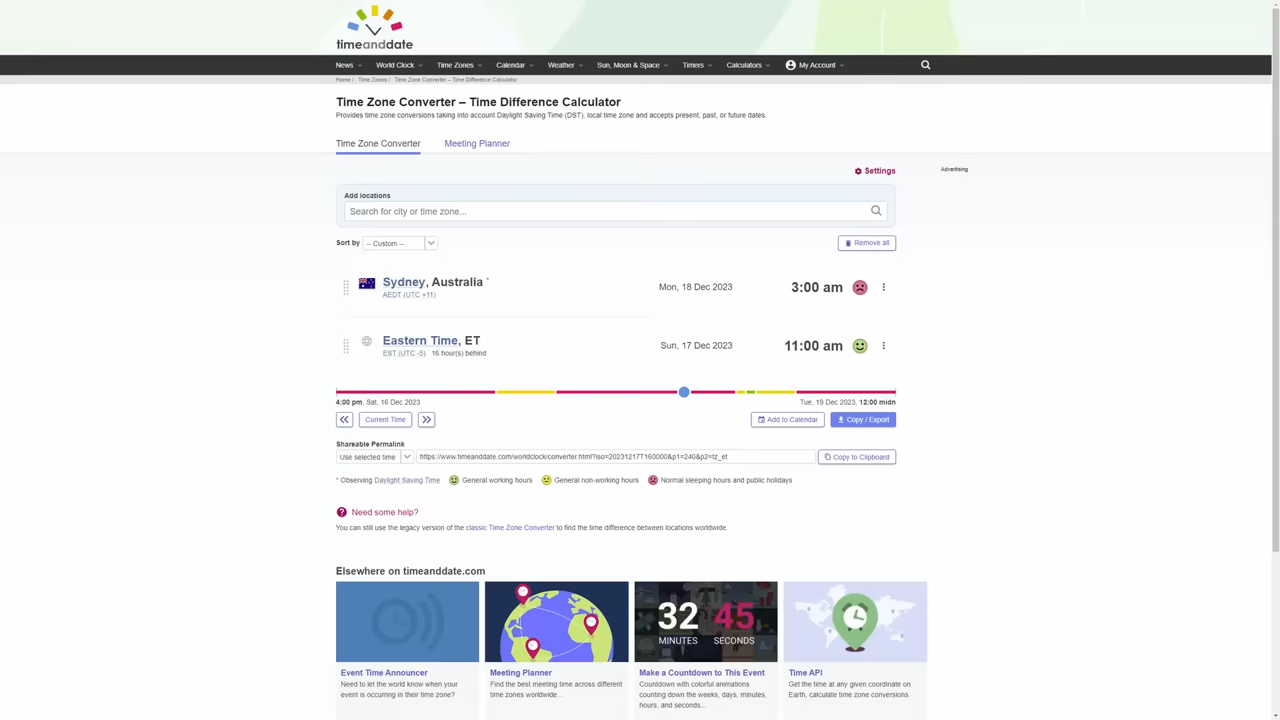 timeanddate
News
World Clock
Time Zones
Calendar
Weather
Sun, Moon & Space
Timers
Calculators
My Account
Home / Time Zones / Time Zone Converter – Time Difference Calculator
Time Zone Converter – Time Difference Calculator
Provides time zone conversions taking into account Daylight Saving Time (DST), local time zone and accepts present, past, or future dates.
Time Zone Converter
Meeting Planner
Settings
Advertising
Add locations
Search for city or time zone...
Sort by
-- Custom --
Remove all
Sydney, Australia *
AEDT (UTC +11)
Mon, 18 Dec 2023
3:00 am
Eastern Time, ET
EST (UTC -5) 16 hour(s) behind
Sun, 17 Dec 2023
11:00 am
4:00 pm, Sat, 16 Dec 2023
Tue, 19 Dec 2023, 12:00 midn
Current Time
Add to Calendar
Copy / Export
Shareable Permalink
Use selected time
https://www.timeanddate.com/worldclock/converter.html?iso=20231217T160000&p1=240&p2=tz_et
Copy to Clipboard
* Observing Daylight Saving Time
General working hours
General non-working hours
Normal sleeping hours and public holidays
Need some help?
You can still use the legacy version of the classic Time Zone Converter to find the time difference between locations worldwide.
Elsewhere on timeanddate.com
32 45
MINUTES SECONDS
Event Time Announcer
Need to let the world know when your
event is occurring in their time zone?
Meeting Planner
Find the best meeting time across different
time zones worldwide...
Make a Countdown to This Event
Countdown with colorful animations
counting down the weeks, days, minutes,
hours, and seconds...
Time API
Get the time at any given coordinate on
Earth, calculate time zone conversions.